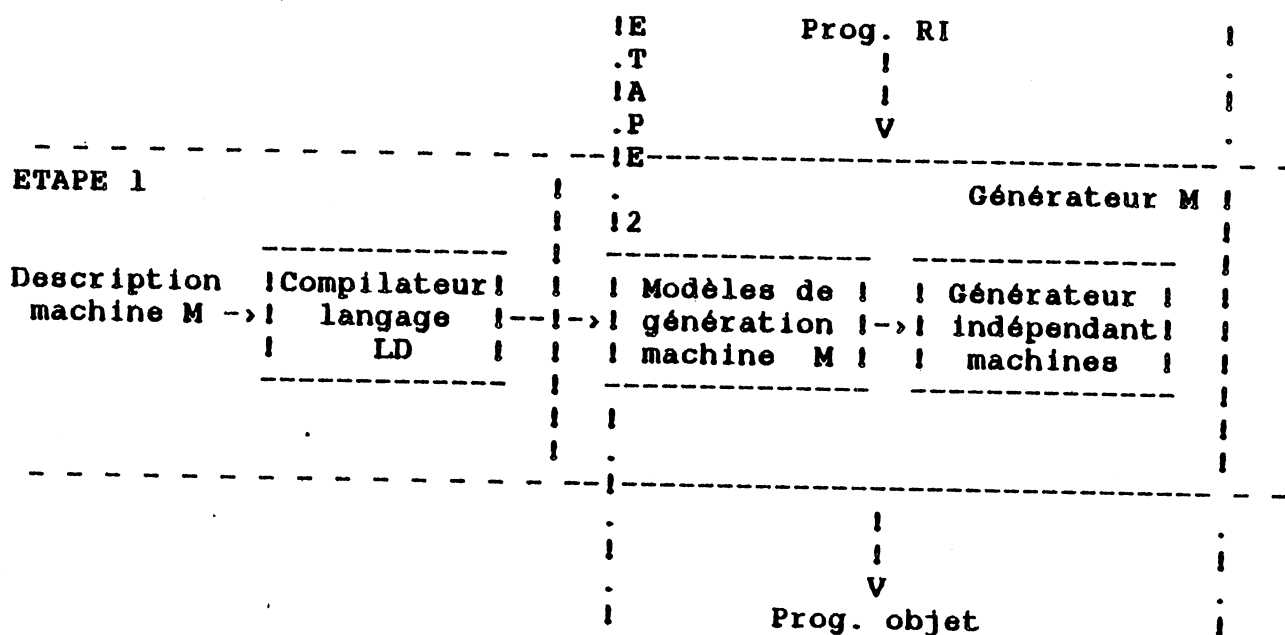 E Prog. RI
T
A
P
E
ETAPE 1 Générateur M
2
Description Compilateur Modèles de Générateur
machine M -> langage génération -> indépendant
LD machine M machines
Prog. objet